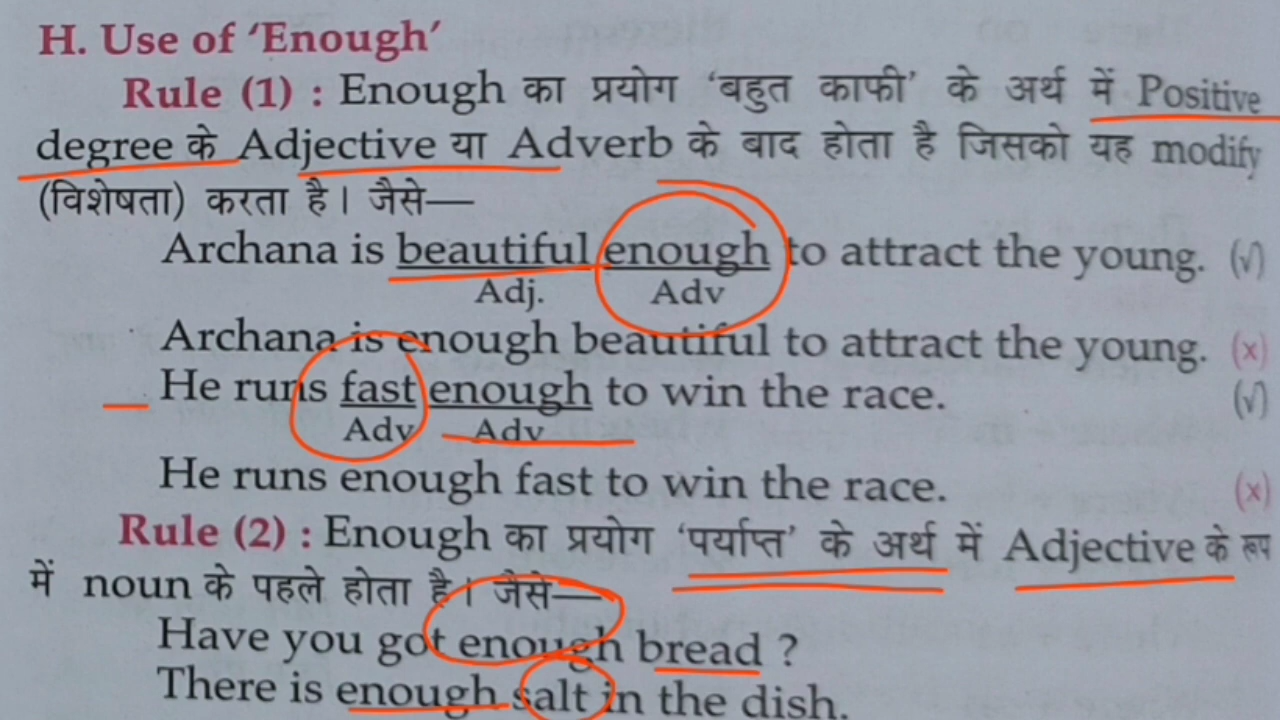 H. Use of ‘Enough’
Rule (1) : Enough का प्रयोग ‘बहुत काफी’ के अर्थ में Positive
degree के Adjective या Adverb के बाद होता है जिसको यह modify
(विशेषता) करता है। जैसे—
Archana is beautiful enough to attract the young. (√)
Adj. Adv
Archana is enough beautiful to attract the young. (x)
He runs fast enough to win the race. (√)
Adv Adv
He runs enough fast to win the race. (x)
Rule (2) : Enough का प्रयोग ‘पर्याप्त’ के अर्थ में Adjective के रूप
में noun के पहले होता है। जैसे—
Have you got enough bread ?
There is enough salt in the dish.